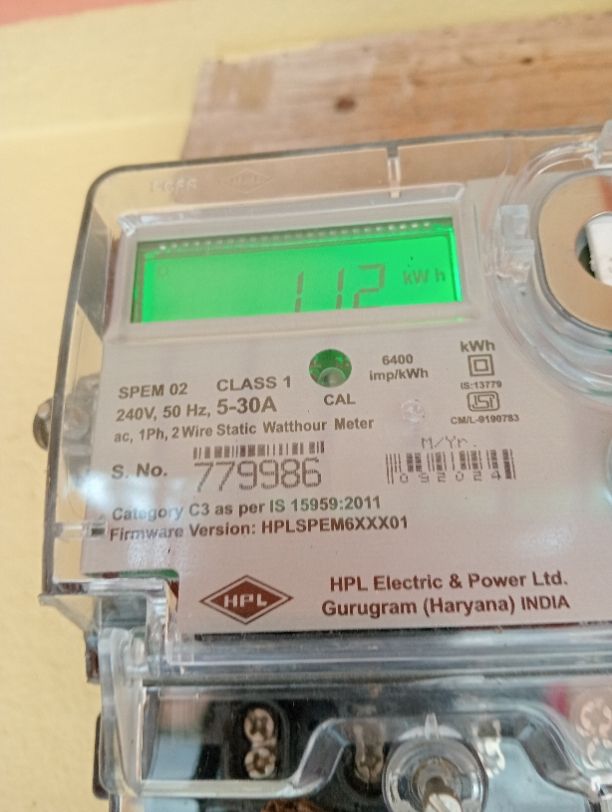 112 kWh
6400
imp/kWh
kWh
IS:13779
CM/L-9190783
SPEM 02 CLASS 1
CAL
240V, 50 Hz, 5-30A
ac, 1Ph, 2 Wire Static Watthour Meter
M/Yr.
S. No. 779986
052024
Category C3 as per IS 15959:2011
Firmware Version: HPLSPEM6XXX01
HPL
HPL Electric & Power Ltd.
Gurugram (Haryana) INDIA